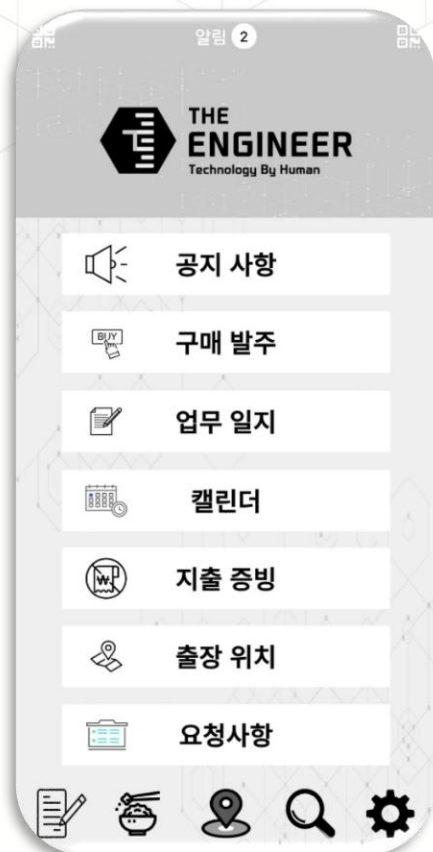 알림 2
THE
ENGINEER
Technology By Human
공지 사항
BUY
구매 발주
업무 일지
캘린더
₩
지출 증빙
출장 위치
요청사항